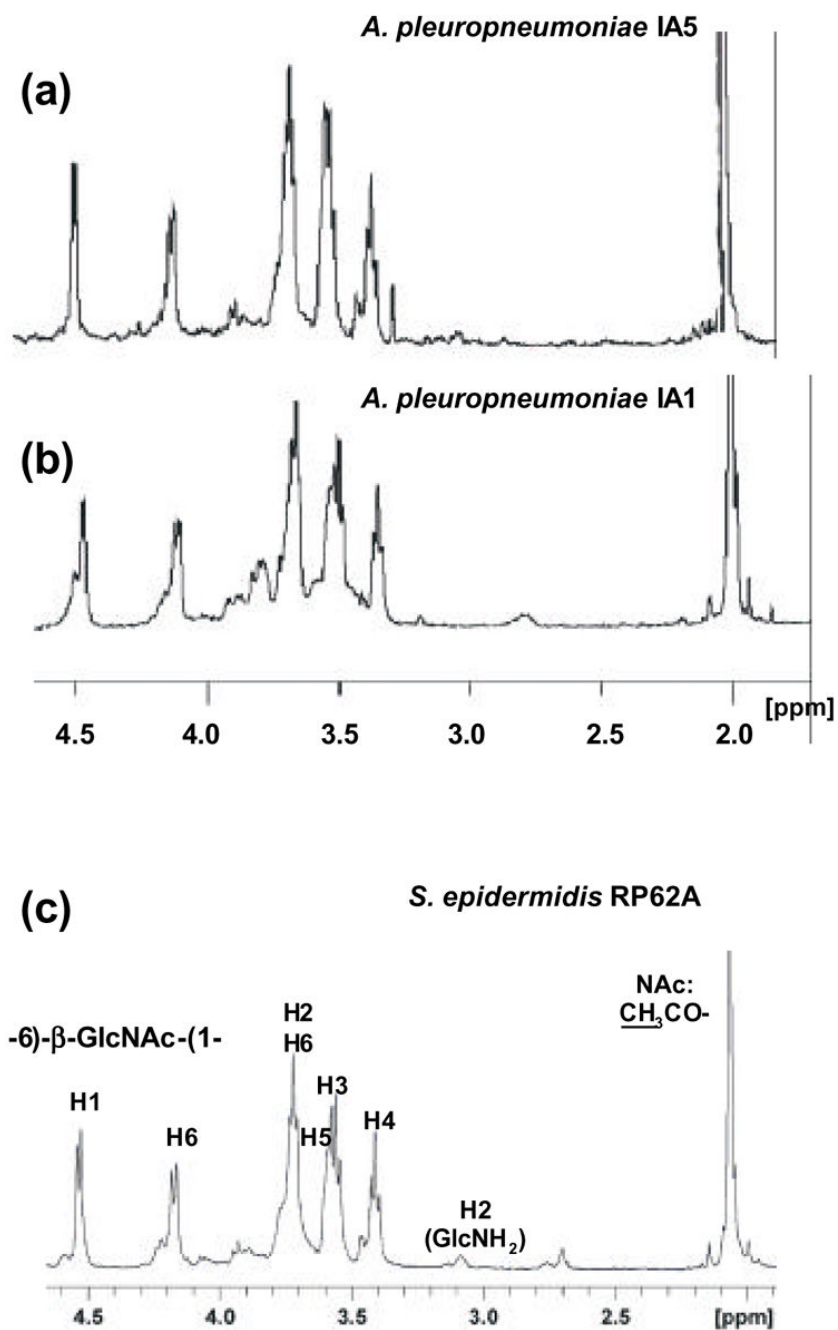 A. pleuropneumoniae IA5
(a)
A. pleuropneumoniae IA1
(b)
[ppm]
4.5 4.0 3.5 3.0 2.5 2.0
(c)
S. epidermidis RP62A
NAc:
CH₃CO-
-6)-β-GlcNAc-(1-
H2
H6
H1
H6
H5
H3
H4
H2
(GlcNH₂)
4.5 4.0 3.5 3.0 2.5 [ppm]